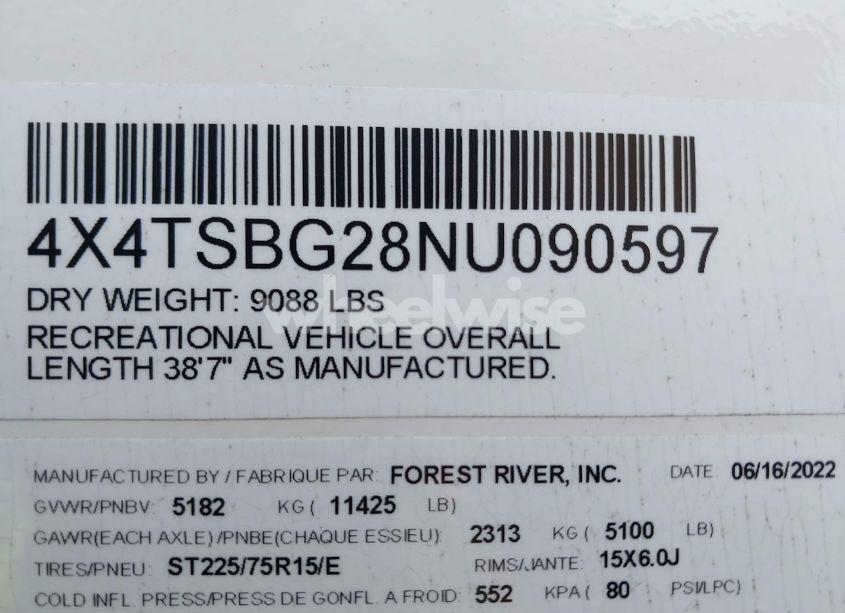 4X4TSBG28NU090597
DRY WEIGHT: 9088 LBS
wheelwise
RECREATIONAL VEHICLE OVERALL
LENGTH 38'7" AS MANUFACTURED.
MANUFACTURED BY / FABRIQUE PAR: FOREST RIVER, INC. DATE: 06/16/2022
GVWR/PNBV: 5182 KG ( 11425 LB)
GAWR(EACH AXLE)/PNBE(CHAQUE ESSIEU): 2313 KG ( 5100 LB)
TIRES/PNEU: ST225/75R15/E RIMS/JANTE: 15X6.0J
COLD INFL. PRESS/PRESS DE GONFL. A FROID: 552 KPA ( 80 PSI/LPC)